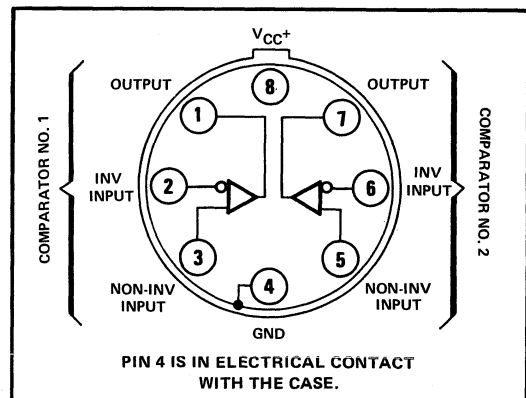 VCC+
OUTPUT
OUTPUT
8
1
7
COMPARATOR NO. 1
COMPARATOR NO. 2
INV
INPUT
2
6
INV
INPUT
3
5
NON-INV
INPUT
4
NON-INV
INPUT
GND
PIN 4 IS IN ELECTRICAL CONTACT
WITH THE CASE.